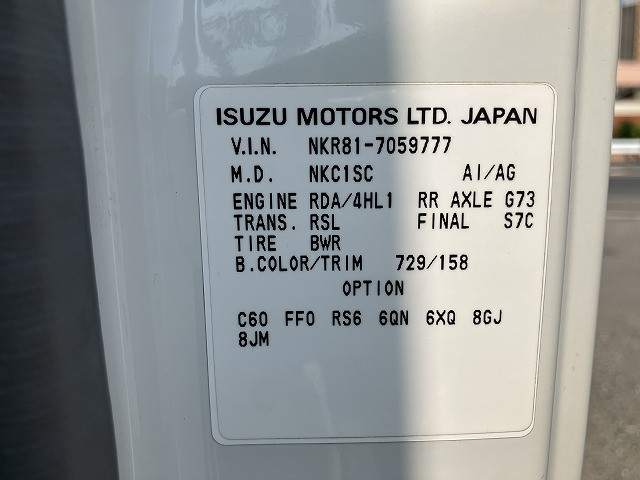 ISUZU MOTORS LTD. JAPAN
V.I.N. NKR81-7059777
M.D. NKC1SC AI/AG
ENGINE RDA/4HL1 RR AXLE G73
TRANS. RSL FINAL S7C
TIRE BWR
B.COLOR/TRIM 729/158
OPTION
C60 FF0 RS6 6QN 6XQ 8GJ
8JM